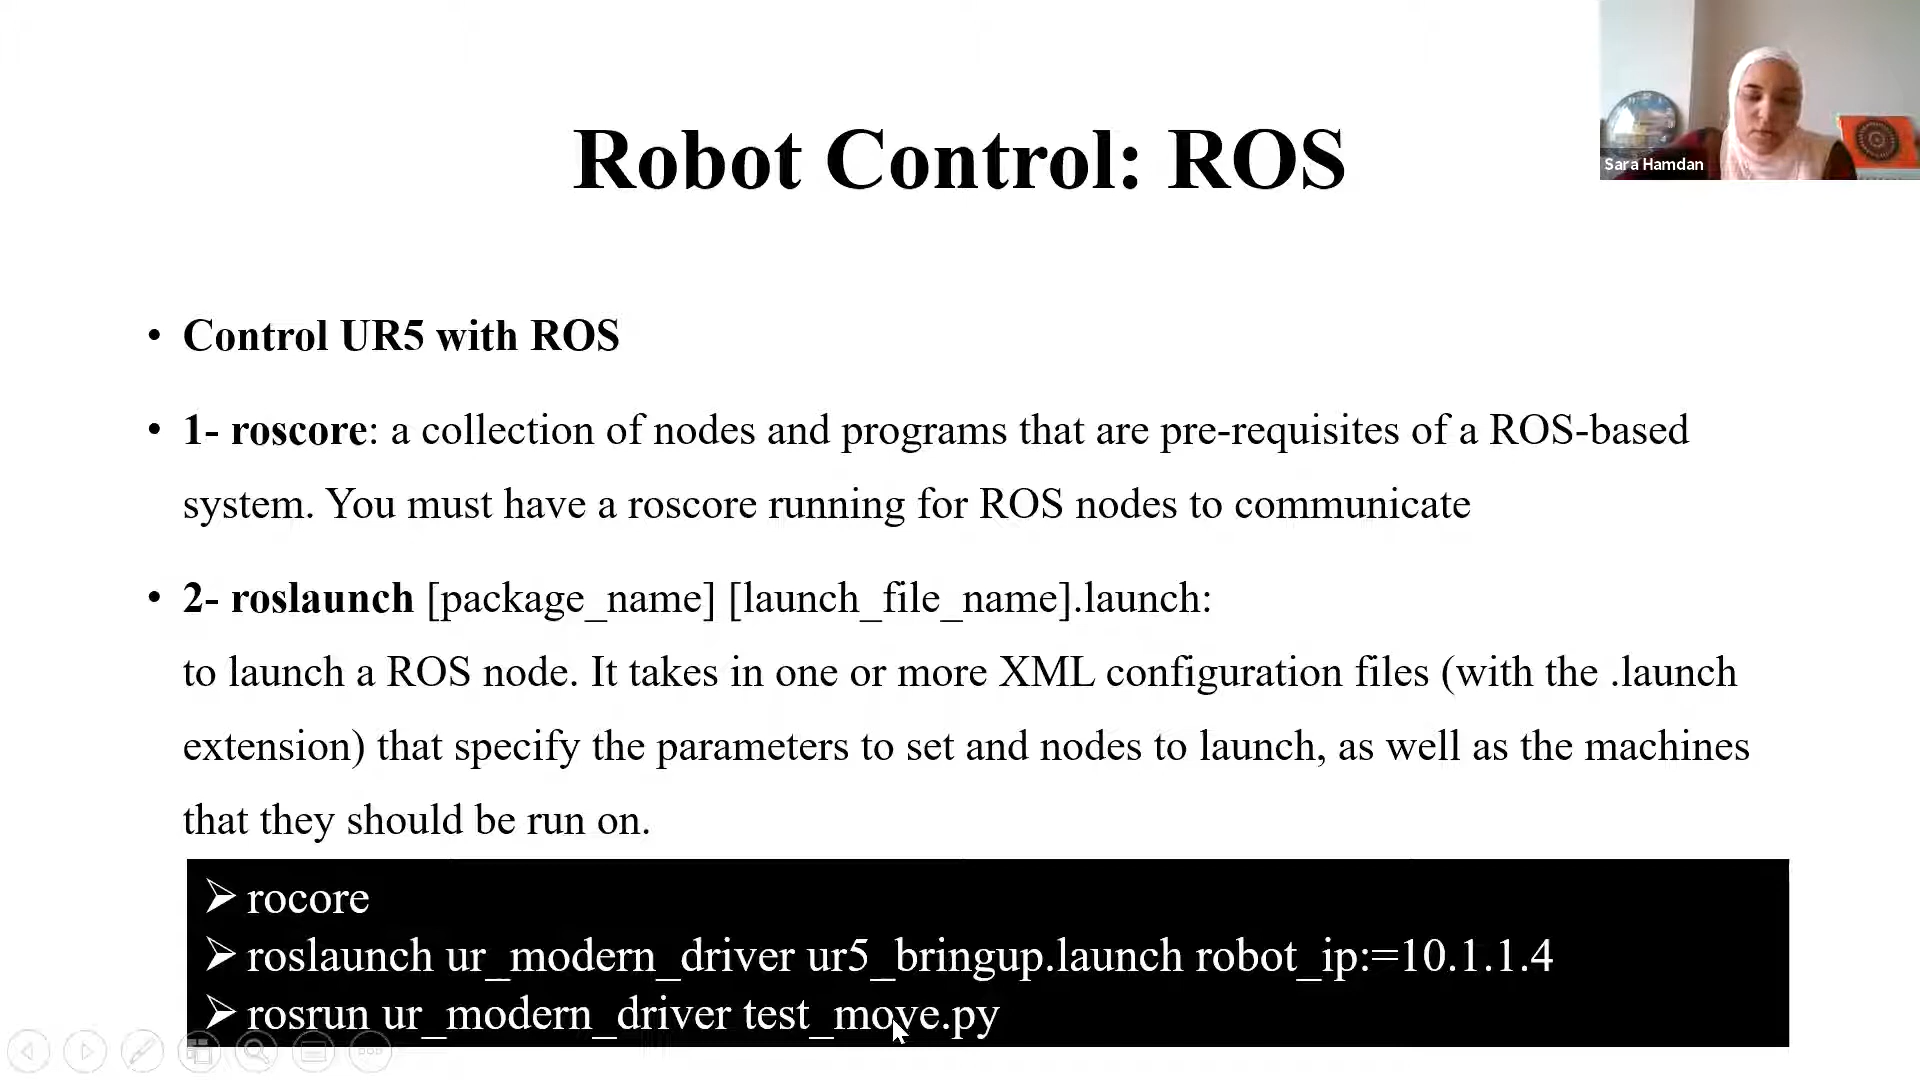 Robot Control: ROS
Sara Hamdan
• Control UR5 with ROS
• 1- roscore: a collection of nodes and programs that are pre-requisites of a ROS-based
system. You must have a roscore running for ROS nodes to communicate
• 2- roslaunch [package_name] [launch_file_name].launch:
to launch a ROS node. It takes in one or more XML configuration files (with the .launch
extension) that specify the parameters to set and nodes to launch, as well as the machines
that they should be run on.
➢ rocore
➢ roslaunch ur_modern_driver ur5_bringup.launch robot_ip:=10.1.1.4
➢ rosrun ur_modern_driver test_move.py